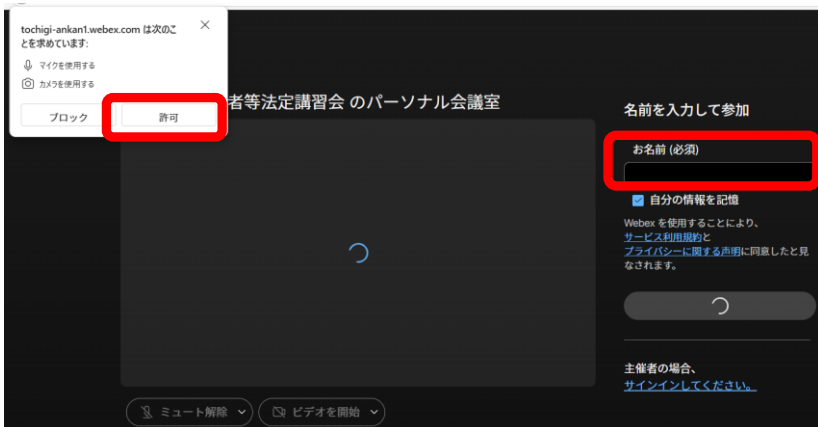 tochigi-ankan1.webex.com は次のこ
とを求めています:
マイクを使用する
カメラを使用する
ブロック
許可
者等法定講習会 のパーソナル会議室
名前を入力して参加
お名前 (必須)
自分の情報を記憶
Webex を使用することにより、
サービス利用規約と
プライバシーに関する声明に同意したと見
なされます。
主催者の場合、
サインインしてください。
ミュート解除
ビデオを開始